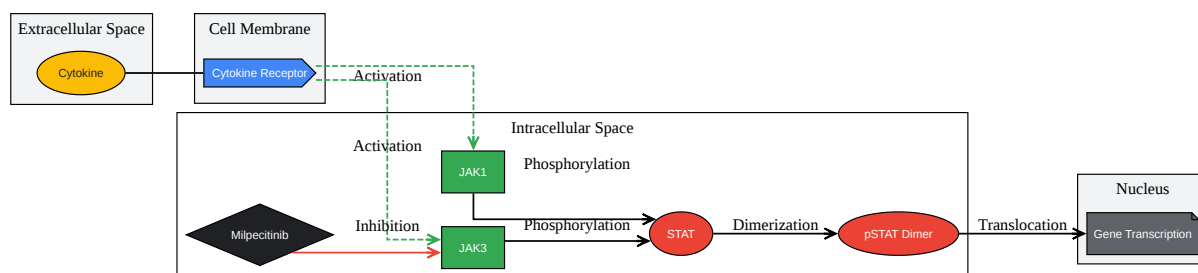 Extracellular Space
Cell Membrane
Cytokine
Cytokine Receptor
Activation
Intracellular Space
Activation
JAK1
Phosphorylation
Nucleus
Milpecitinib
Inhibition
JAK3
Phosphorylation
STAT
Dimerization
pSTAT Dimer
Translocation
Gene Transcription